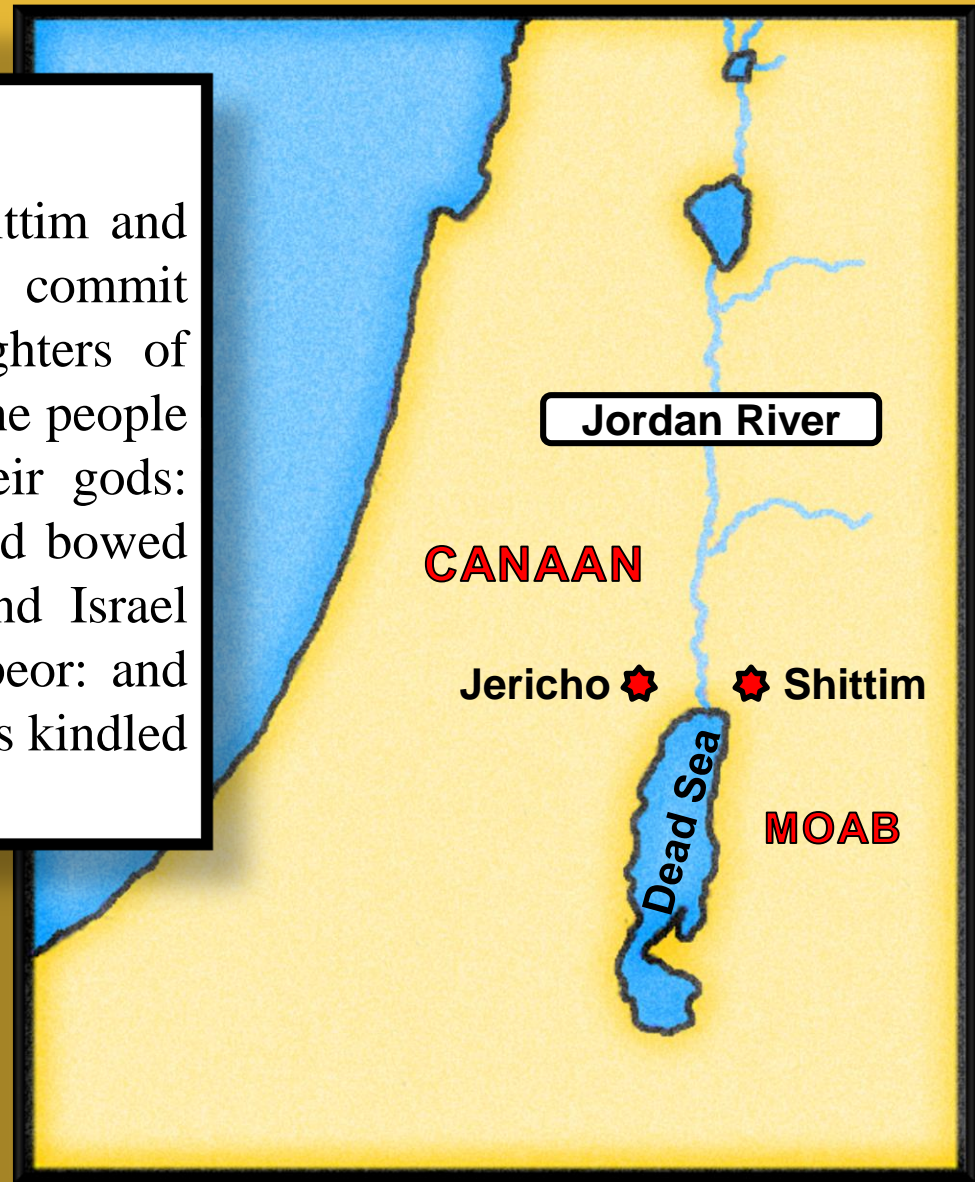 ittim and
commit
ghters of
he people
eir gods:
d bowed
nd Israel
peor: and
s kindled
Jordan River
CANAAN
Jericho
Shittim
Dead Sea
MOAB